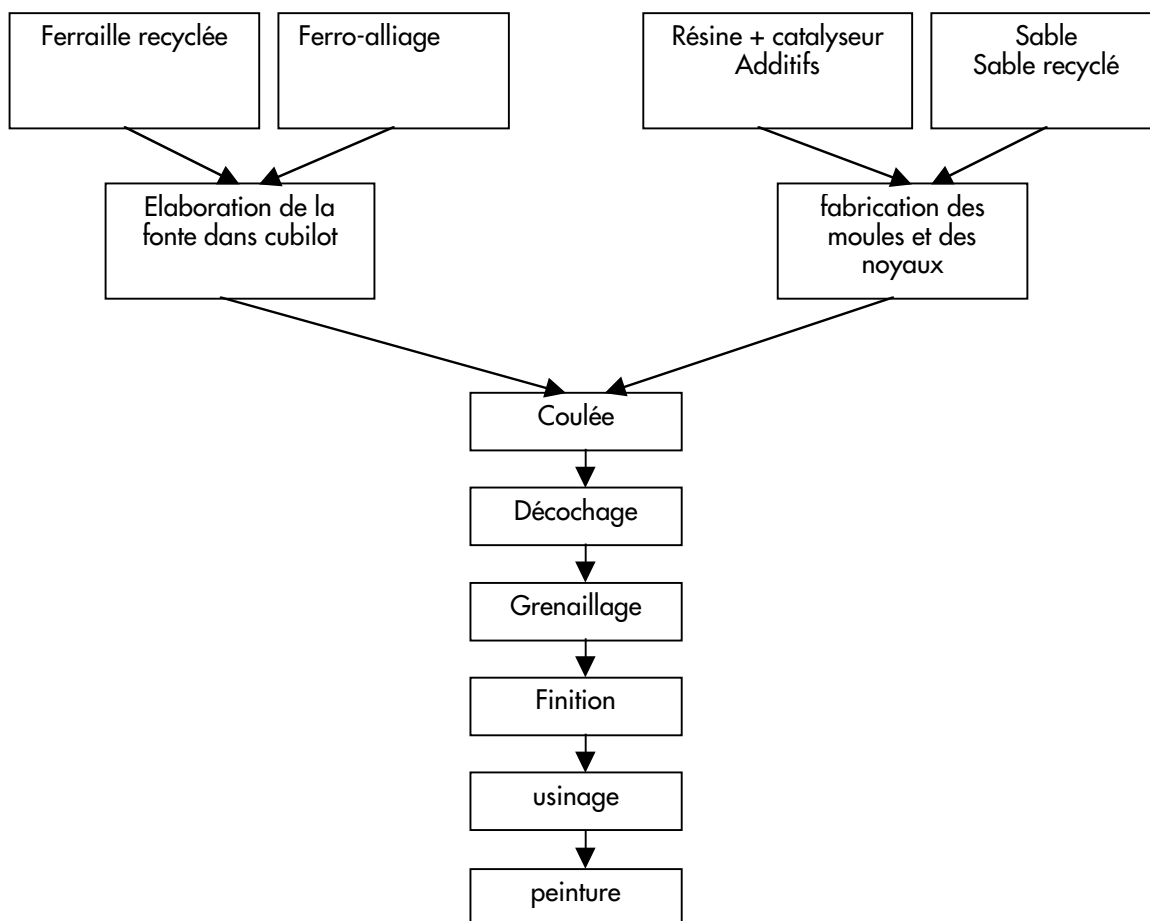 Ferraille recyclée
Ferro-alliage
Résine + catalyseur
Additifs
Sable
Sable recyclé
Elaboration de la
fonte dans cubilot
fabrication des
moules et des
noyaux
Coulée
Décochage
Grenaillage
Finition
usinage
peinture